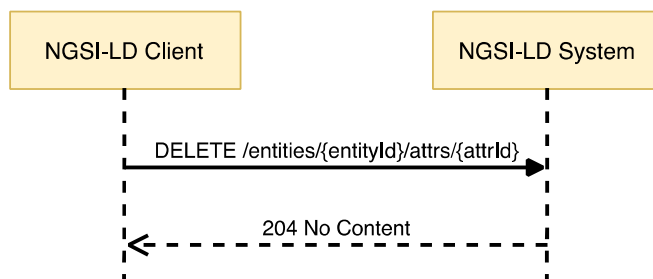 NGSI-LD Client
NGSI-LD System
DELETE /entities/{entityId}/attrs/{attrId}
204 No Content